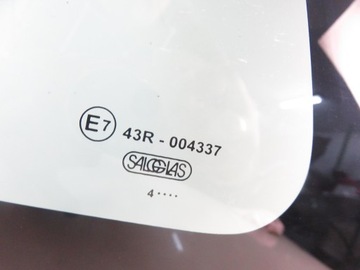 E7 43R - 004337
SALGGLAS
4 ....